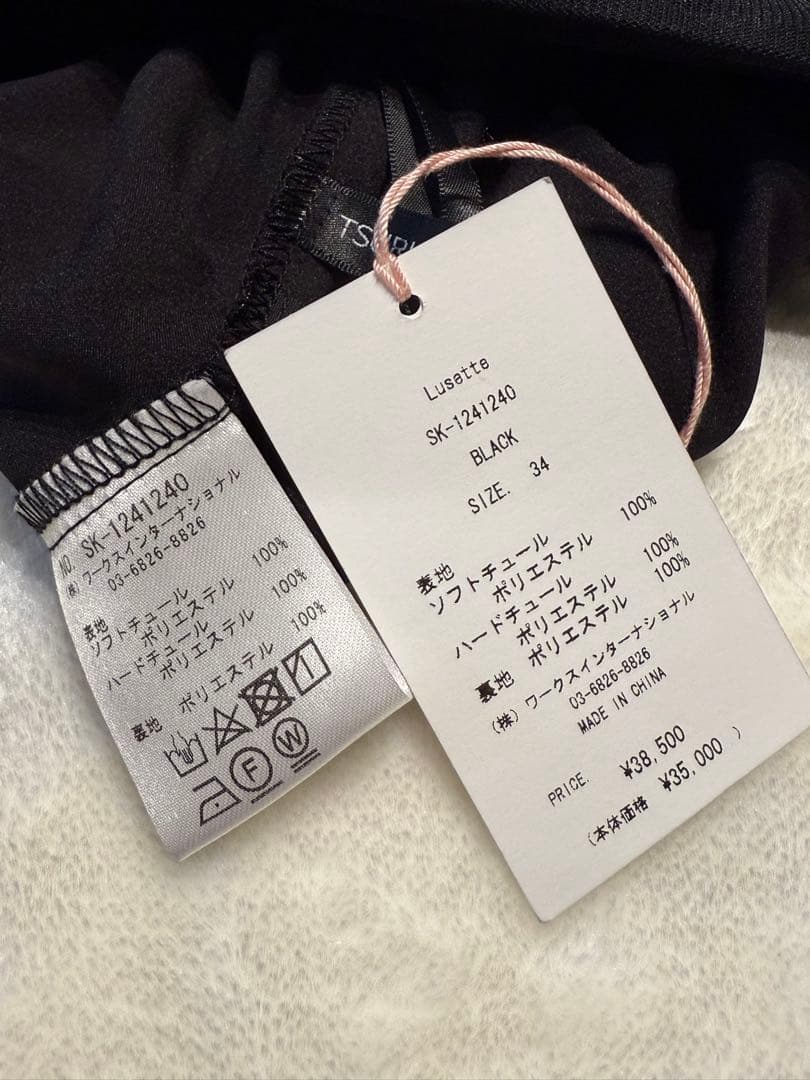 TSURU
Lusette
SK-1241240
BLACK
SIZE. 34
表地
ソフトチュール
ポリエステル 100%
ハードチュール
ポリエステル 100%
裏地 ポリエステル 100%
(株)ワークスインターナショナル
03-6826-8826
MADE IN CHINA
PRICE. ¥38,500
(本体価格 ¥35,000 )
NO. SK-1241240
(株)ワークスインターナショナル
03-6826-8826
表地
ソフトチュール
ポリエステル 100%
ハードチュール
ポリエステル 100%
裏地 ポリエステル 100%
1
F W